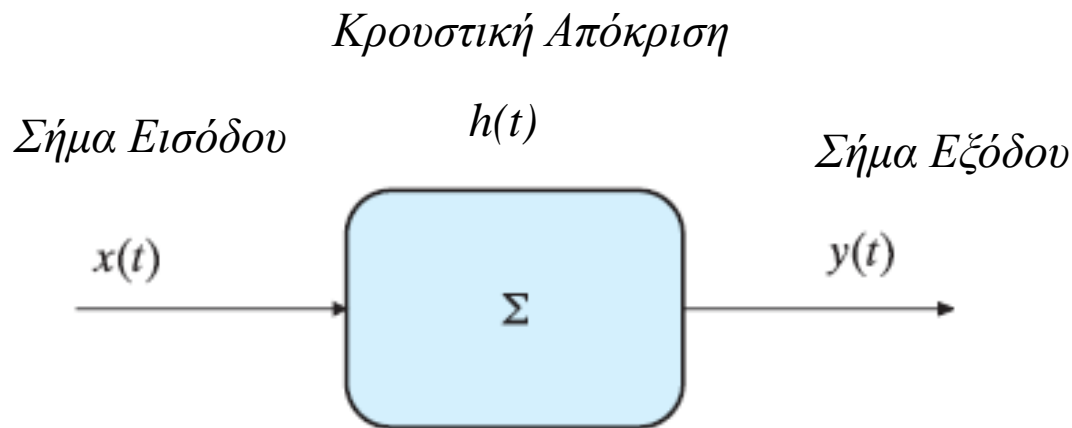 Κρουστική Απόκριση
h(t)
Σήμα Εισόδου
Σήμα Εξόδου
x(t)
y(t)
Σ